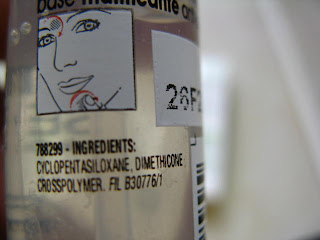 base matifiante
788299 - INGREDIENTS:
CYCLOPENTASILOXANE, DIMETHICONE
CROSSPOLYMER. FIL B30776/1